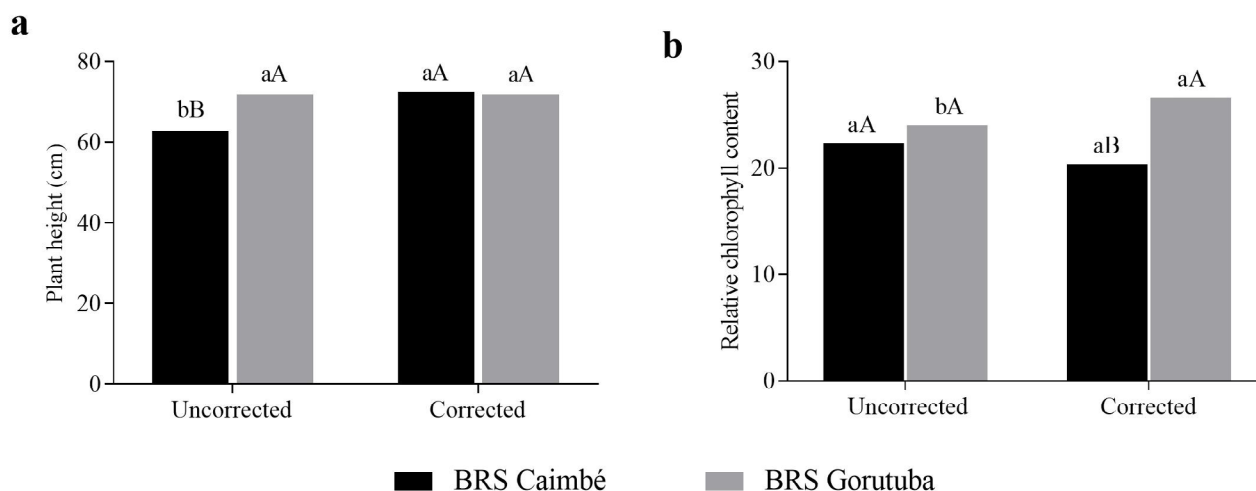 a
Plant height (cm)
80
60
40
20
0
bB
aA
aA
aA
Uncorrected
Corrected
b
Relative chlorophyll content
30
20
10
0
aA
bA
aB
aA
Uncorrected
Corrected
BRS Caimbé
BRS Gorutuba